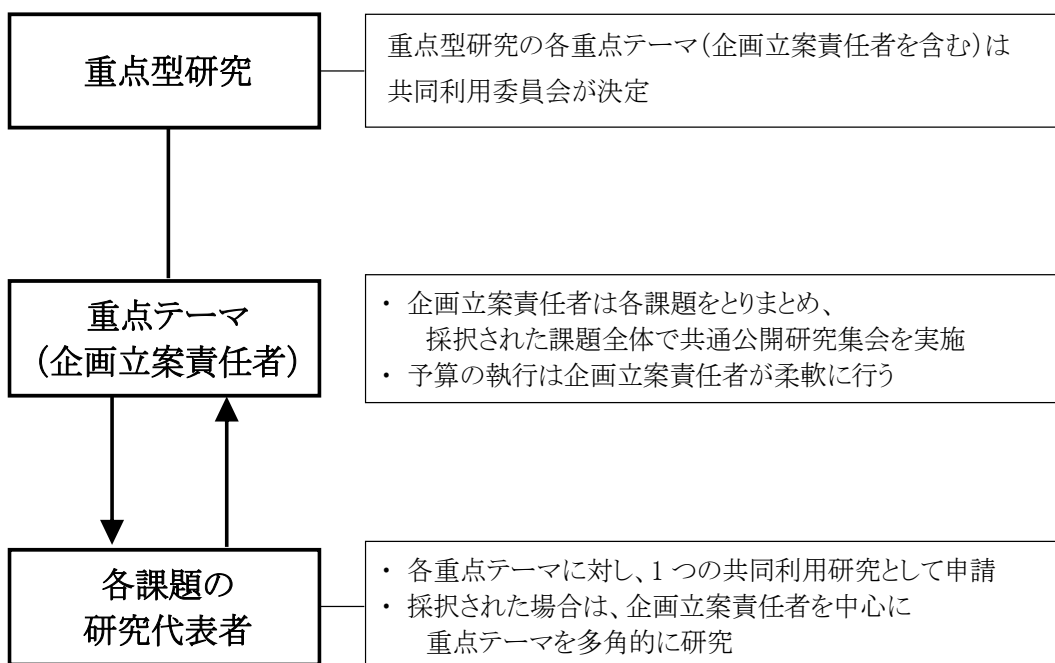 重点型研究
重点型研究の各重点テーマ(企画立案責任者を含む)は
共同利用委員会が決定
重点テーマ
(企画立案責任者)
・ 企画立案責任者は各課題をとりまとめ、
採択された課題全体で共通公開研究集会を実施
・ 予算の執行は企画立案責任者が柔軟に行う
各課題の
研究代表者
・ 各重点テーマに対し、1 つの共同利用研究として申請
・ 採択された場合は、企画立案責任者を中心に
重点テーマを多角的に研究